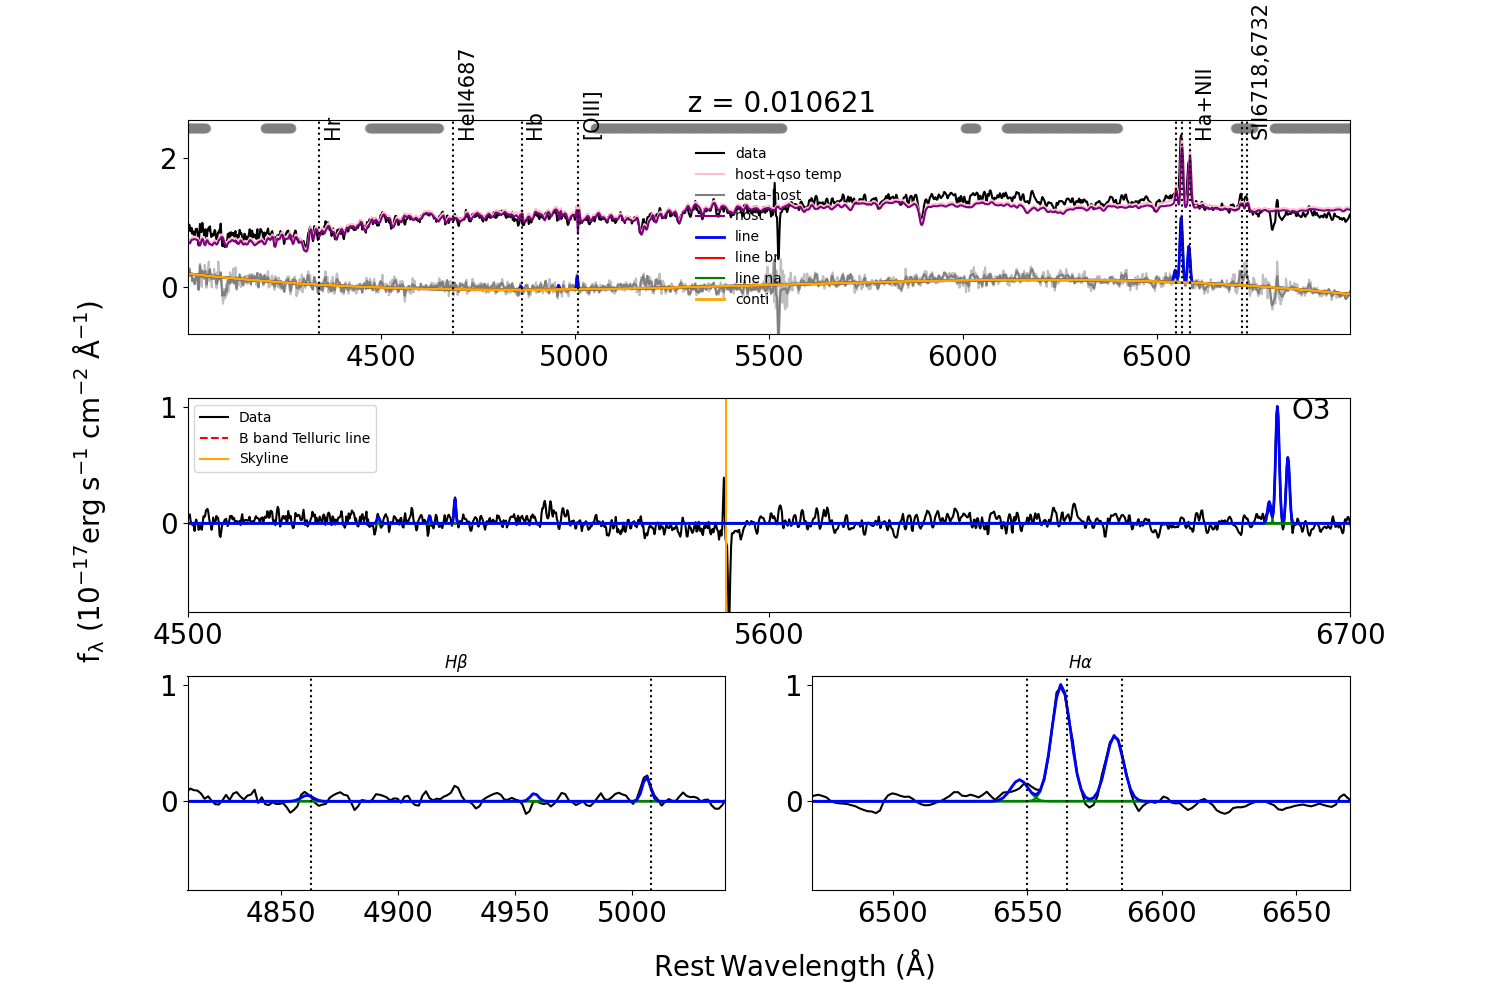 z = 0.010621
Hr
HeII4687
Hb
[OIII]
Ha+NII
SII6718,6732
data
host+qso temp
data-host
host
line
line br
line na
conti
2
0
4500
5000
5500
6000
6500
fλ (10−17erg s−1 cm−2 Å−1)
Data
B band Telluric line
Skyline
O3
1
0
4500
5600
6700
Hβ
1
0
4850
4900
4950
5000
Hα
1
0
6500
6550
6600
6650
Rest Wavelength (Å)